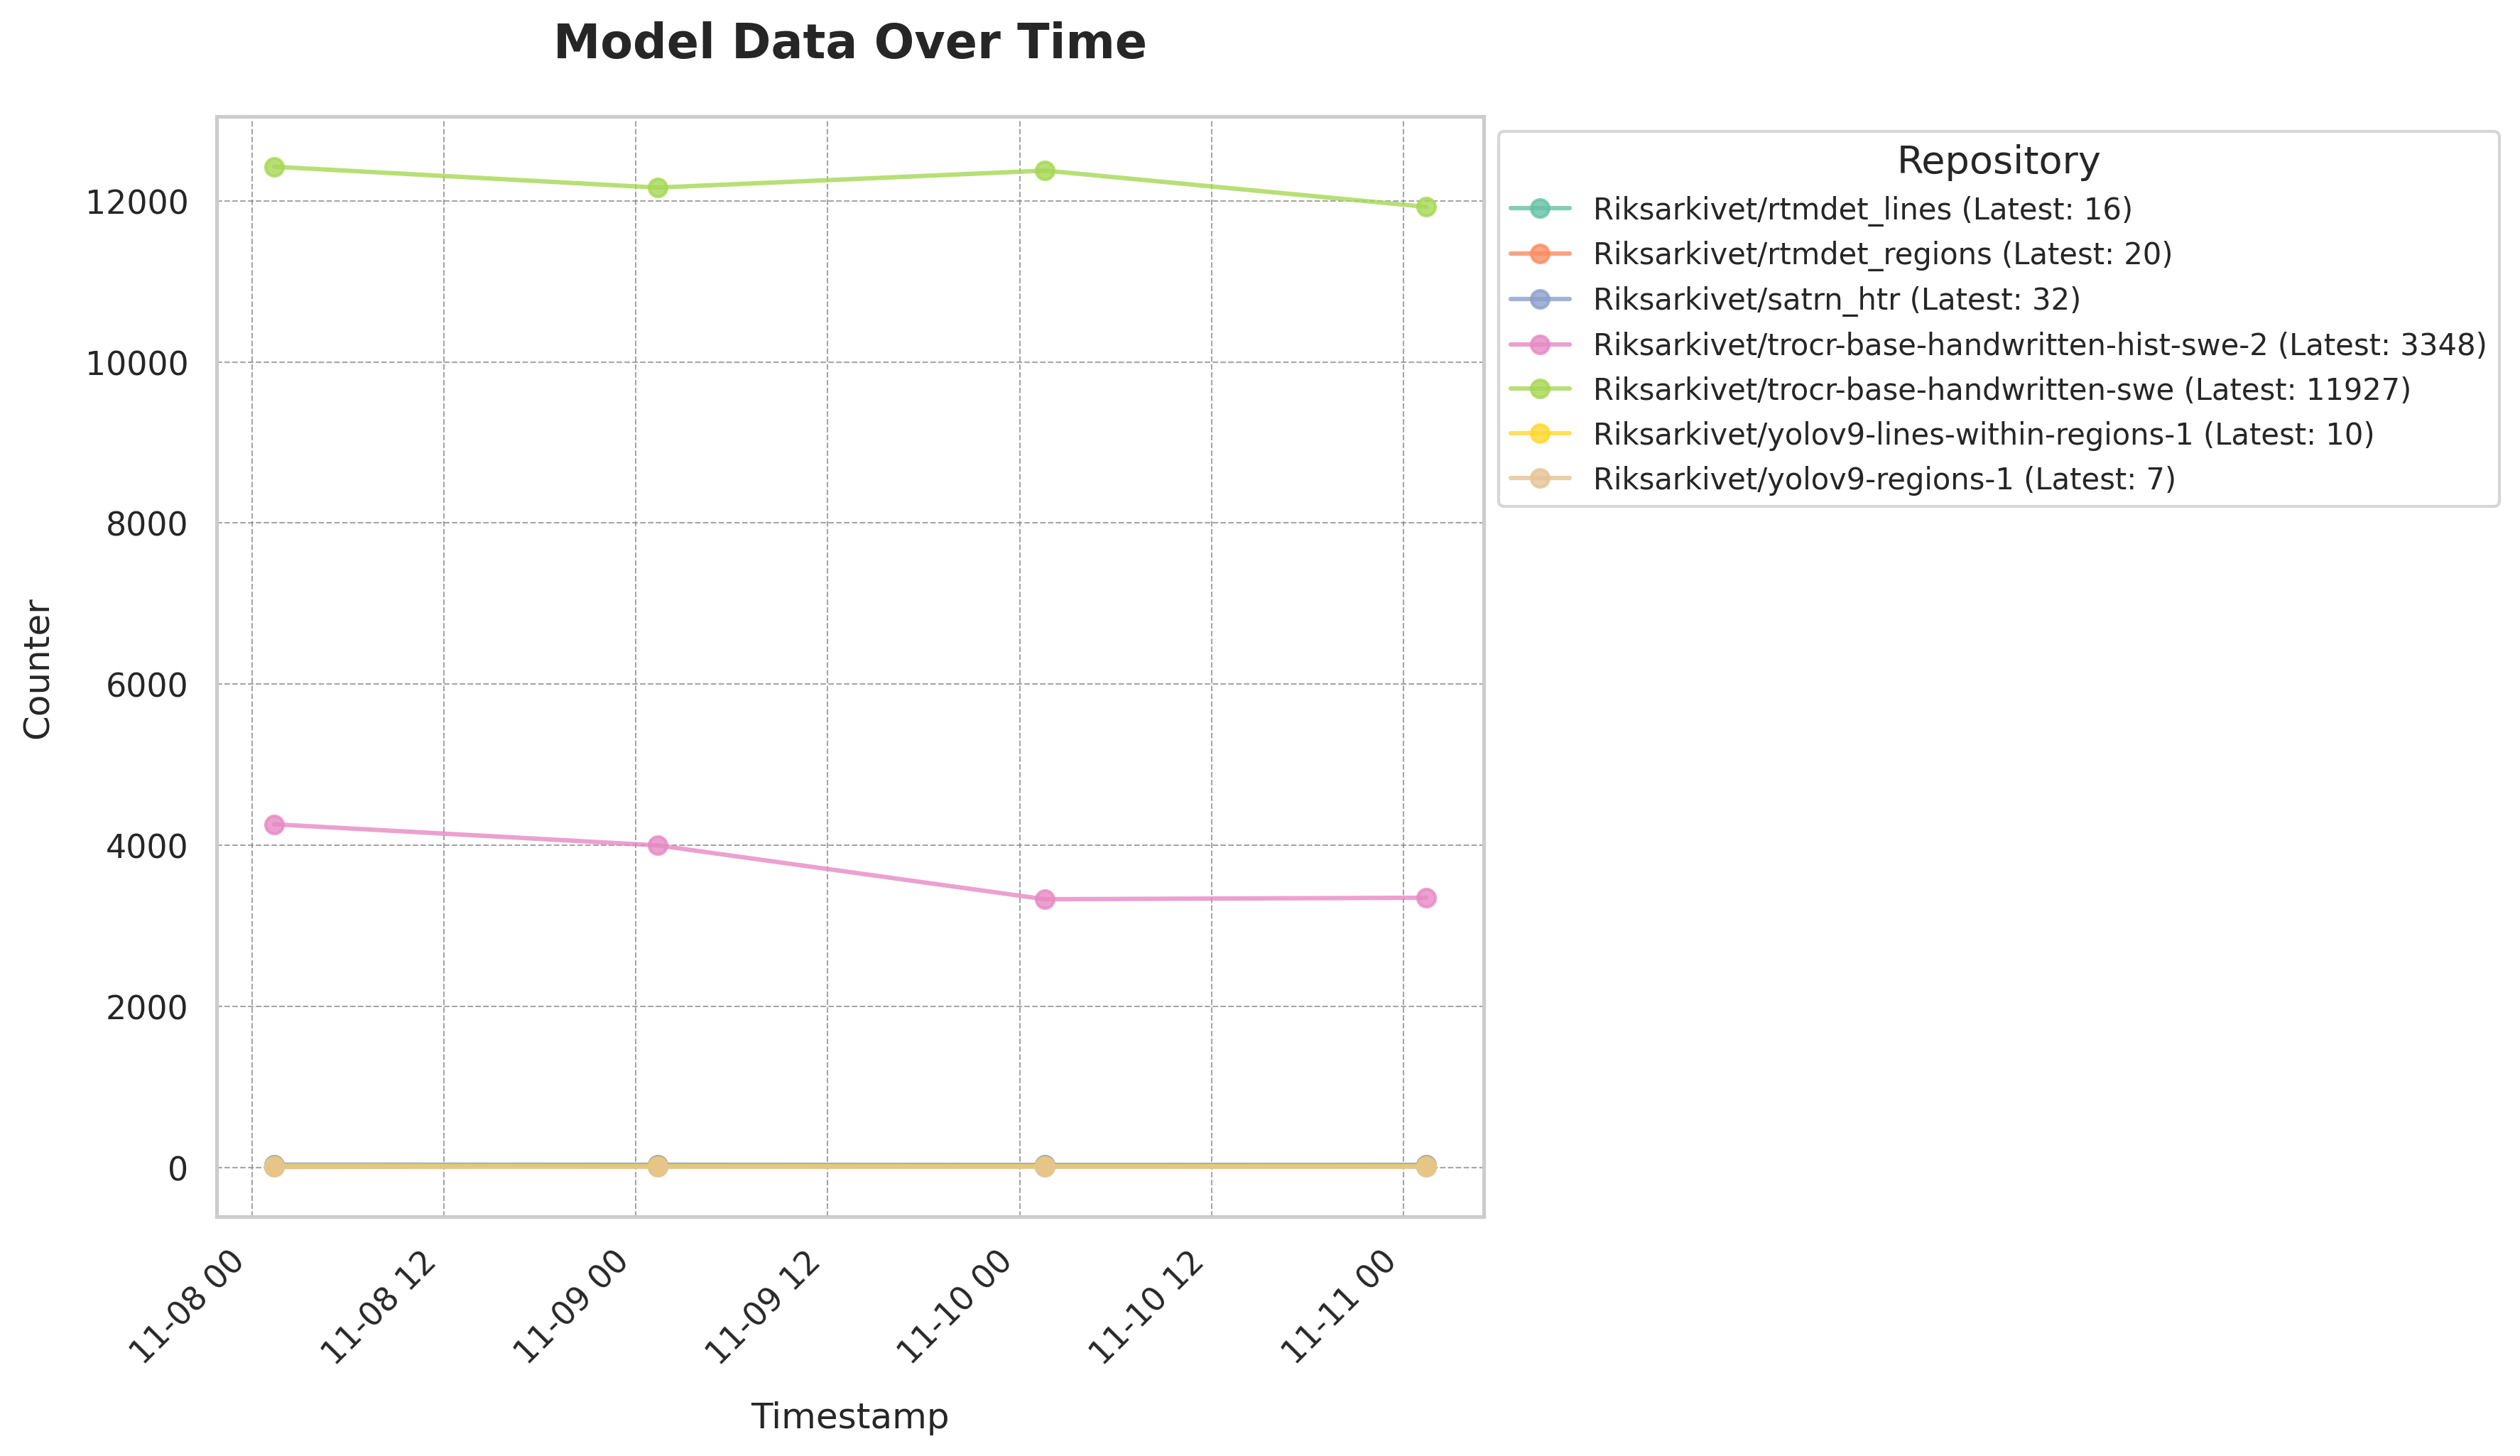 Model Data Over Time
Repository
Riksarkivet/rtmdet_lines (Latest: 16)
Riksarkivet/rtmdet_regions (Latest: 20)
Riksarkivet/satrn_htr (Latest: 32)
Riksarkivet/trocr-base-handwritten-hist-swe-2 (Latest: 3348)
Riksarkivet/trocr-base-handwritten-swe (Latest: 11927)
Riksarkivet/yolov9-lines-within-regions-1 (Latest: 10)
Riksarkivet/yolov9-regions-1 (Latest: 7)
Counter
12000
10000
8000
6000
4000
2000
0
11-08 00
11-08 12
11-09 00
11-09 12
11-10 00
11-10 12
11-11 00
Timestamp